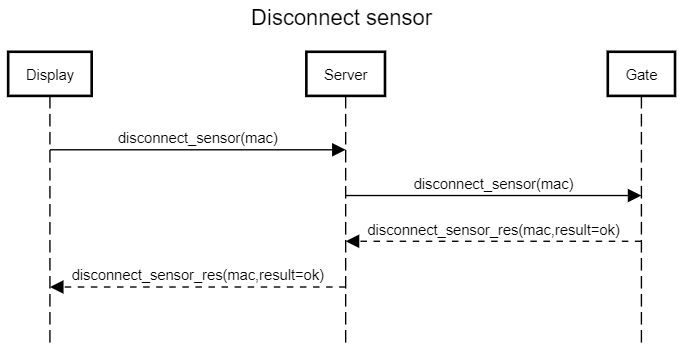 Disconnect sensor
Display
Server
Gate
disconnect_sensor(mac)
disconnect_sensor(mac)
disconnect_sensor_res(mac,result=ok)
disconnect_sensor_res(mac,result=ok)